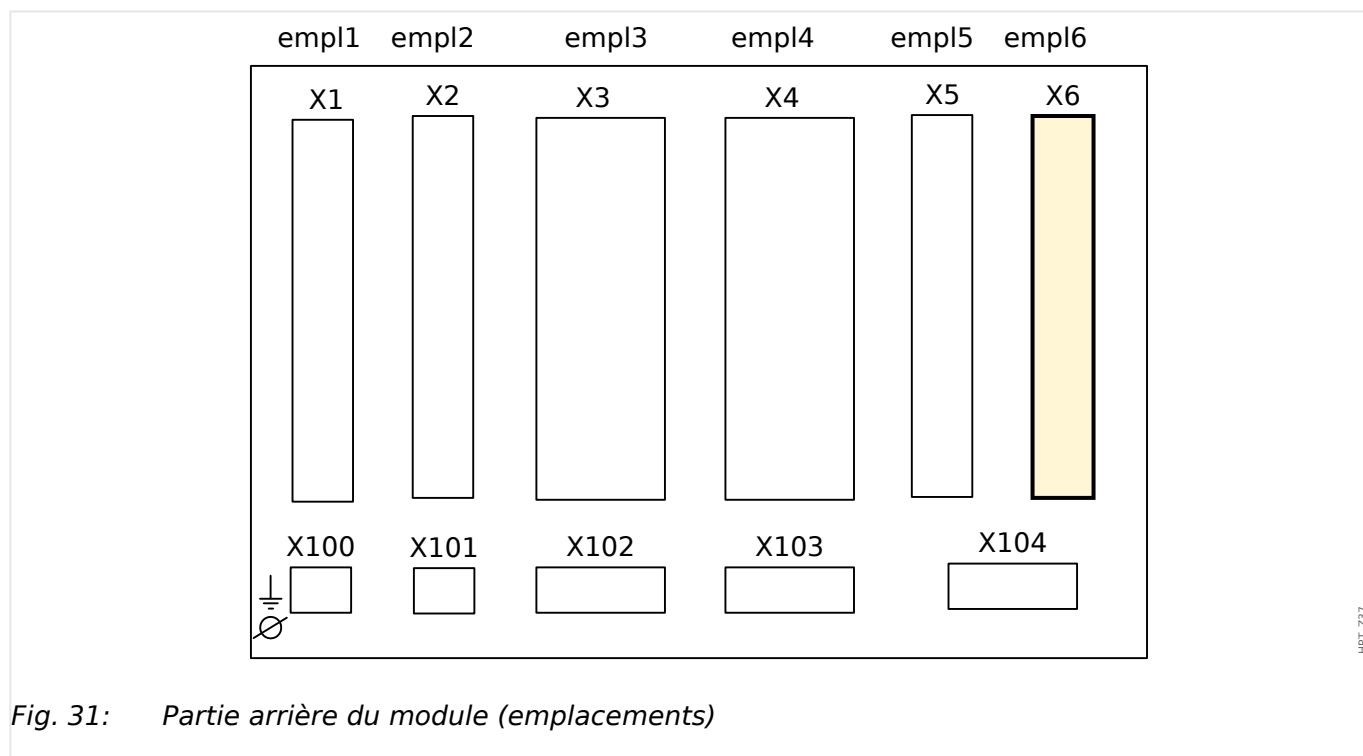 empl1 empl2 empl3 empl4 empl5 empl6
X1 X2 X3 X4 X5 X6
X100 X101 X102 X103 X104
Fig. 31: Partie arrière du module (emplacements)